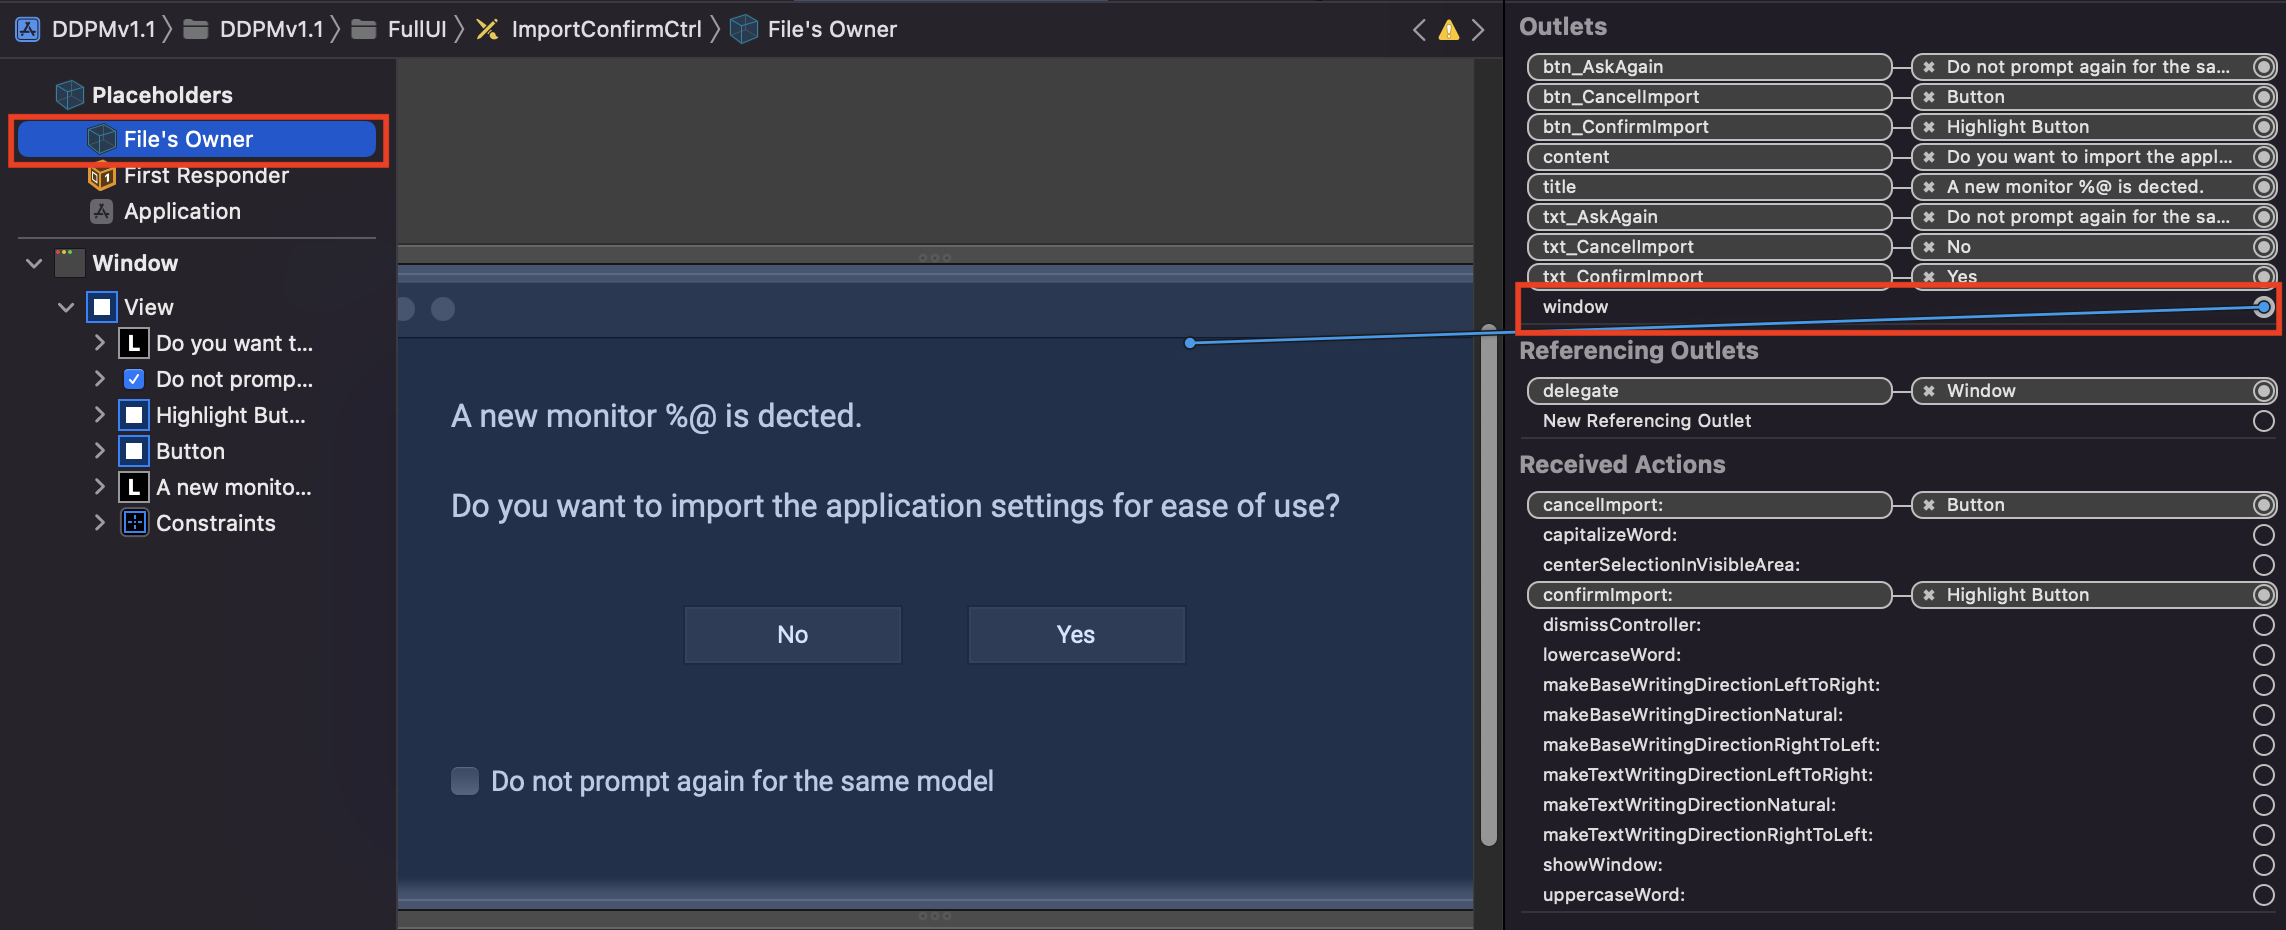 DDPMv1.1 DDPMv1.1 FullUI ImportConfirmCtrl File's Owner
Placeholders
File's Owner
First Responder
Application
Window
View
Do you want t...
Do not promp...
Highlight But...
Button
A new monito...
Constraints
A new monitor %@ is dected.
Do you want to import the application settings for ease of use?
No Yes
Do not prompt again for the same model
Outlets
btn_AskAgain Do not prompt again for the sa...
btn_CancelImport Button
btn_ConfirmImport Highlight Button
content Do you want to import the appl...
title A new monitor %@ is dected.
txt_AskAgain Do not prompt again for the sa...
txt_CancelImport No
txt_ConfirmImport Yes
window
Referencing Outlets
delegate Window
New Referencing Outlet
Received Actions
cancelImport: Button
capitalizeWord:
centerSelectionInVisibleArea:
confirmImport: Highlight Button
dismissController:
lowercaseWord:
makeBaseWritingDirectionLeftToRight:
makeBaseWritingDirectionNatural:
makeBaseWritingDirectionRightToLeft:
makeTextWritingDirectionLeftToRight:
makeTextWritingDirectionNatural:
makeTextWritingDirectionRightToLeft:
showWindow:
uppercaseWord: